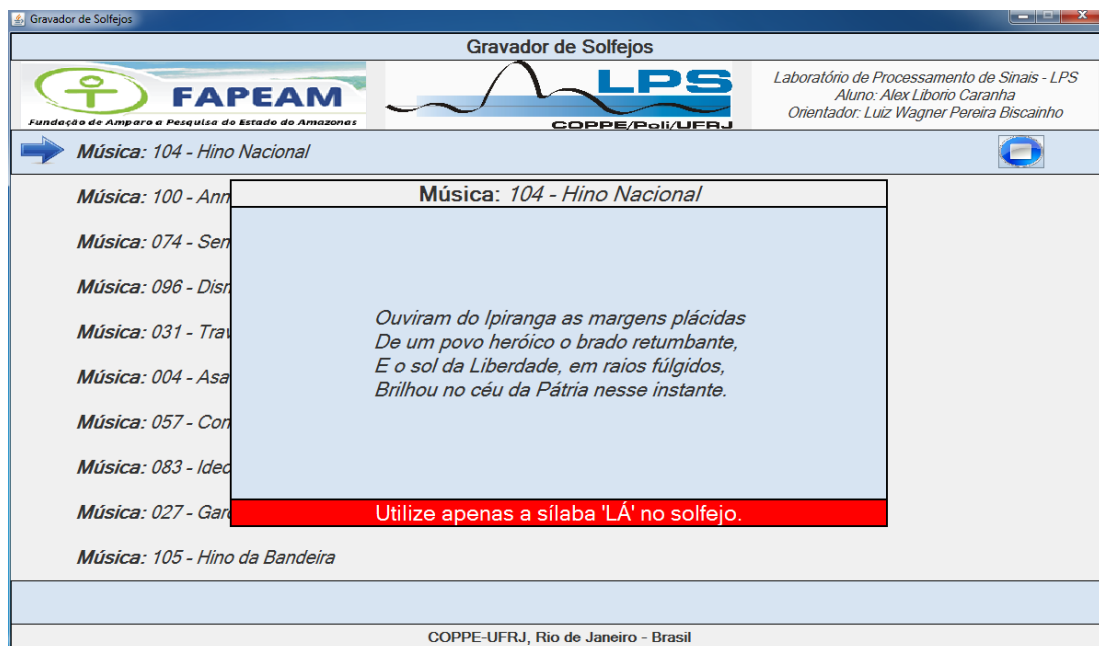 Gravador de Solfejos
Gravador de Solfejos
FAPEAM
Fundação de Amparo a Pesquisa do Estado do Amazonas
LPS
COPPE/Poli/UFRJ
Laboratório de Processamento de Sinais - LPS
Aluno: Alex Liborio Caranha
Orientador: Luiz Wagner Pereira Biscainho
Música: 104 - Hino Nacional
Música: 100 - Ann
Música: 074 - Sen
Música: 096 - Disn
Música: 031 - Trav
Música: 004 - Asa
Música: 057 - Con
Música: 083 - Ideo
Música: 027 - Garo
Música: 105 - Hino da Bandeira
Música: 104 - Hino Nacional
Ouviram do Ipiranga as margens plácidas
De um povo heróico o brado retumbante,
E o sol da Liberdade, em raios fúlgidos,
Brilhou no céu da Pátria nesse instante.
Utilize apenas a sílaba 'LÁ' no solfejo.
COPPE-UFRJ, Rio de Janeiro - Brasil